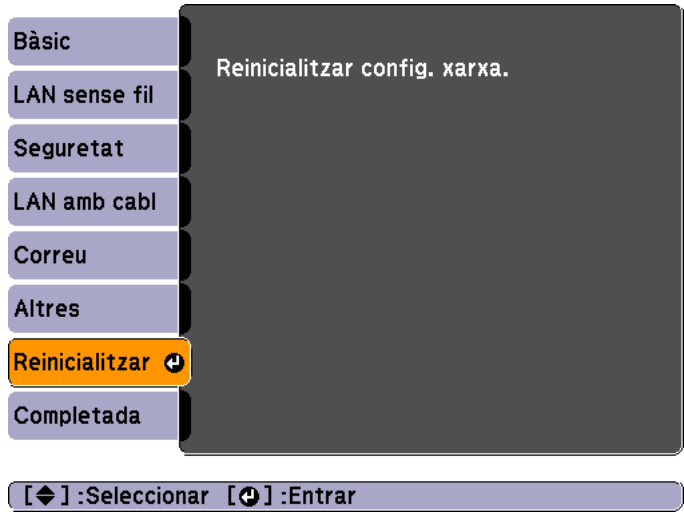 Bàsic
LAN sense fil
Seguretat
LAN amb cabl
Correu
Altres
Reinicialitzar
Completada
Reinicialitzar config. xarxa.
[ ] :Seleccionar [ ] :Entrar